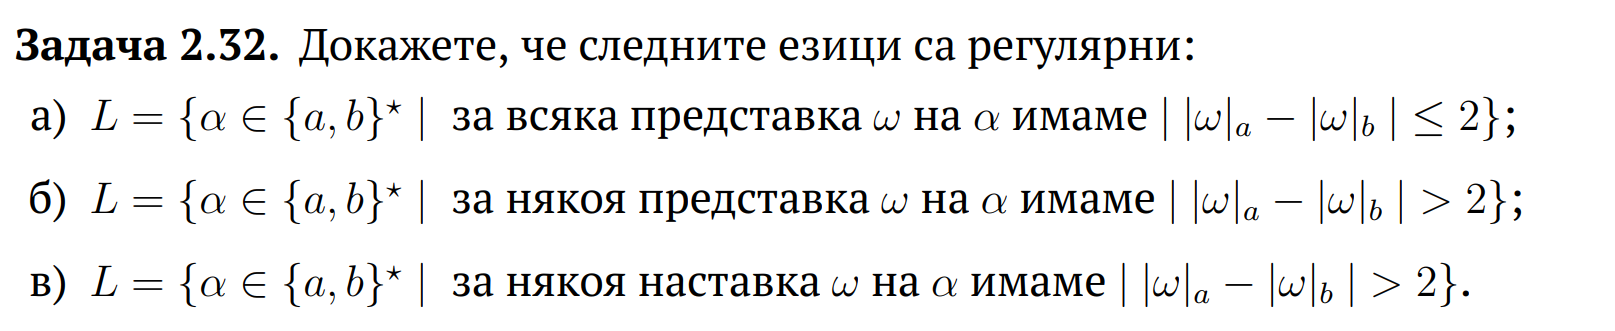 Задача 2.32. Докажете, че следните езици са регулярни:
а) L = {α ∈ {a, b}⋆ | за всяка представка ω на α имаме | |ω|a − |ω|b | ≤ 2};
б) L = {α ∈ {a, b}⋆ | за някоя представка ω на α имаме | |ω|a − |ω|b | > 2};
в) L = {α ∈ {a, b}⋆ | за някоя наставка ω на α имаме | |ω|a − |ω|b | > 2}.